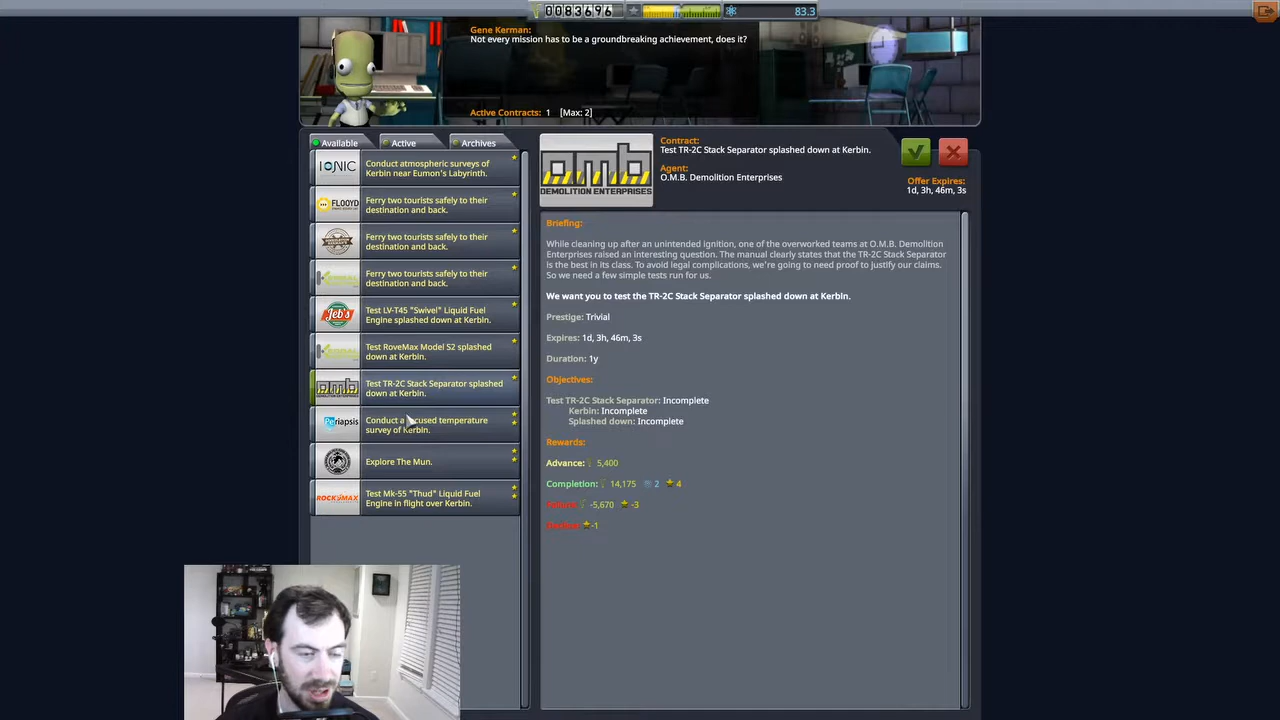 0083696
83.3
Gene Kerman:
Not every mission has to be a groundbreaking achievement, does it?
Active Contracts: 1 [Max: 2]
Available
Active
Archives
IONIC
Conduct atmospheric surveys of
Kerbin near Eumon's Labyrinth.
FLOOYD
Ferry two tourists safely to their
destination and back.
Ferry two tourists safely to their
destination and back.
Ferry two tourists safely to their
destination and back.
Jeb's
Test LV-T45 "Swivel" Liquid Fuel
Engine splashed down at Kerbin.
Test RoveMax Model S2 splashed
down at Kerbin.
omb
Test TR-2C Stack Separator splashed
down at Kerbin.
Periapsis
Conduct a focused temperature
survey of Kerbin.
Explore The Mun.
ROCKOMAX
Test Mk-55 "Thud" Liquid Fuel
Engine in flight over Kerbin.
omb
DEMOLITION ENTERPRISES
Contract:
Test TR-2C Stack Separator splashed down at Kerbin.
Agent:
O.M.B. Demolition Enterprises
Offer Expires:
1d, 3h, 46m, 3s
Briefing:
While cleaning up after an unintended ignition, one of the overworked teams at O.M.B. Demolition
Enterprises raised an interesting question. The manual clearly states that the TR-2C Stack Separator
is the best in its class. To avoid legal complications, we're going to need proof to justify our claims.
So we need a few simple tests run for us.
We want you to test the TR-2C Stack Separator splashed down at Kerbin.
Prestige: Trivial
Expires: 1d, 3h, 46m, 3s
Duration: 1y
Objectives:
Test TR-2C Stack Separator: Incomplete
Kerbin: Incomplete
Splashed down: Incomplete
Rewards:
Advance: 5,400
Completion: 14,175 2 4
-5,670 -3
-1